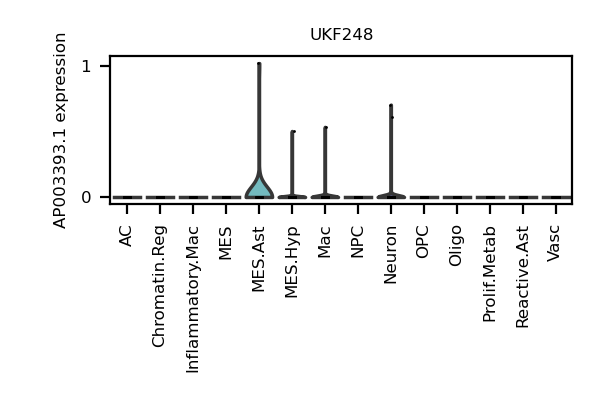 UKF248
AP003393.1 expression
1
0
AC
Chromatin.Reg
Inflammatory.Mac
MES
MES.Ast
MES.Hyp
Mac
NPC
Neuron
OPC
Oligo
Prolif.Metab
Reactive.Ast
Vasc